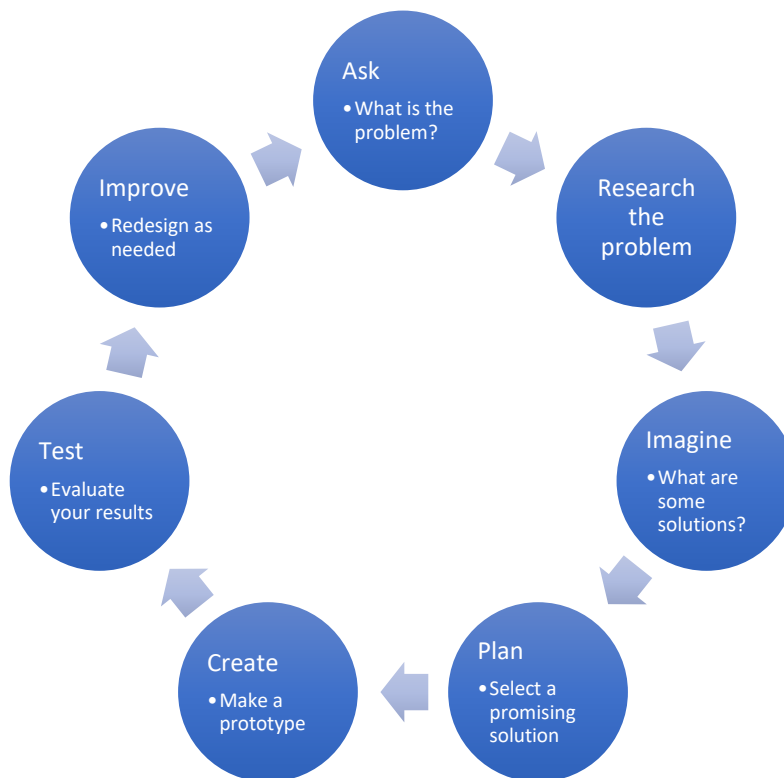 Ask
• What is the
problem?
Research
the
problem
Imagine
• What are
some
solutions?
Plan
• Select a
promising
solution
Create
• Make a
prototype
Test
• Evaluate
your results
Improve
• Redesign as
needed